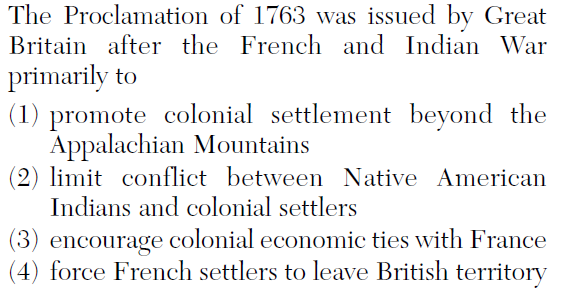 The Proclamation of 1763 was issued by Great
Britain after the French and Indian War
primarily to
(1) promote colonial settlement beyond the
Appalachian Mountains
(2) limit conflict between Native American
Indians and colonial settlers
(3) encourage colonial economic ties with France
(4) force French settlers to leave British territory